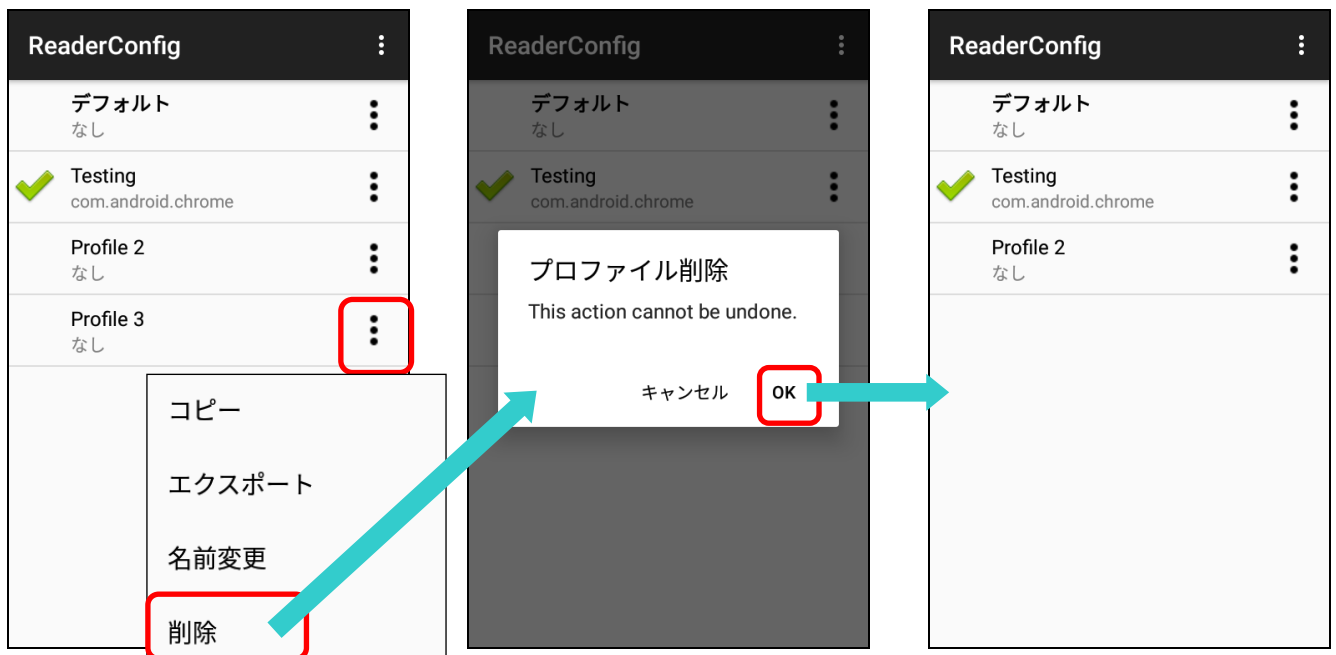 ReaderConfig
デフォルト
なし
Testing
com.android.chrome
Profile 2
なし
Profile 3
なし
コピー
エクスポート
名前変更
削除
ReaderConfig
デフォルト
なし
Testing
com.android.chrome
プロファイル削除
This action cannot be undone.
キャンセル OK
ReaderConfig
デフォルト
なし
Testing
com.android.chrome
Profile 2
なし